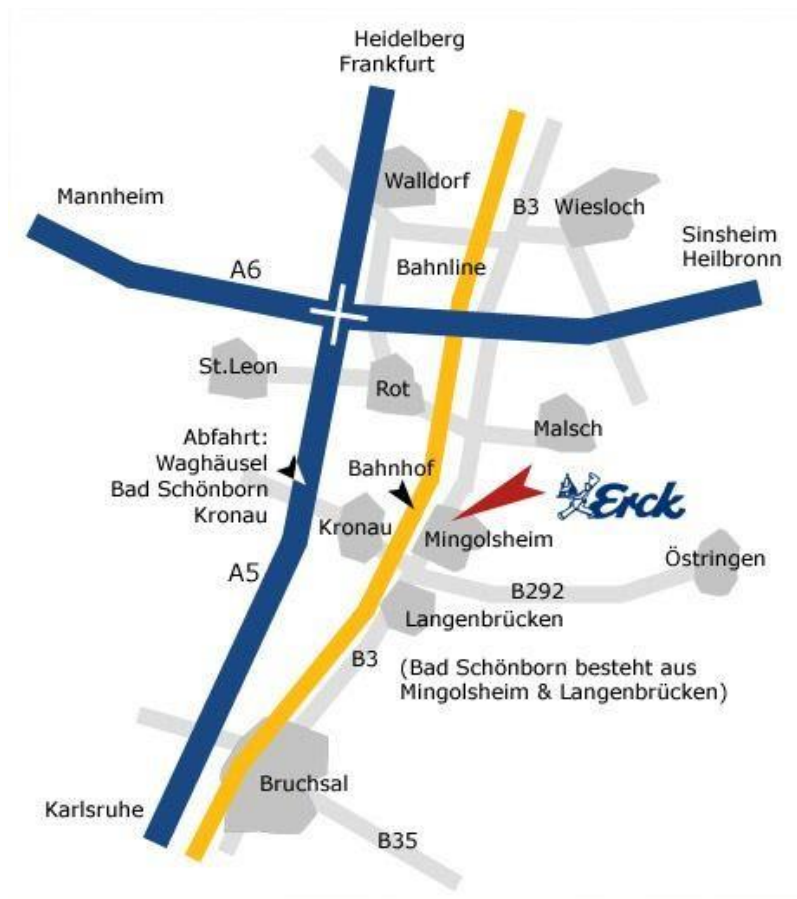 Heidelberg
Frankfurt
Walldorf
Mannheim
B3 Wiesloch
Sinsheim
Heilbronn
A6
Bahnline
St.Leon
Rot
Malsch
Abfahrt:
Waghäusel
Bad Schönborn
Kronau
Bahnhof
Erck
Kronau
Mingolsheim
Östringen
A5
B292
Langenbrücken
B3
(Bad Schönborn besteht aus
Mingolsheim & Langenbrücken)
Bruchsal
Karlsruhe
B35